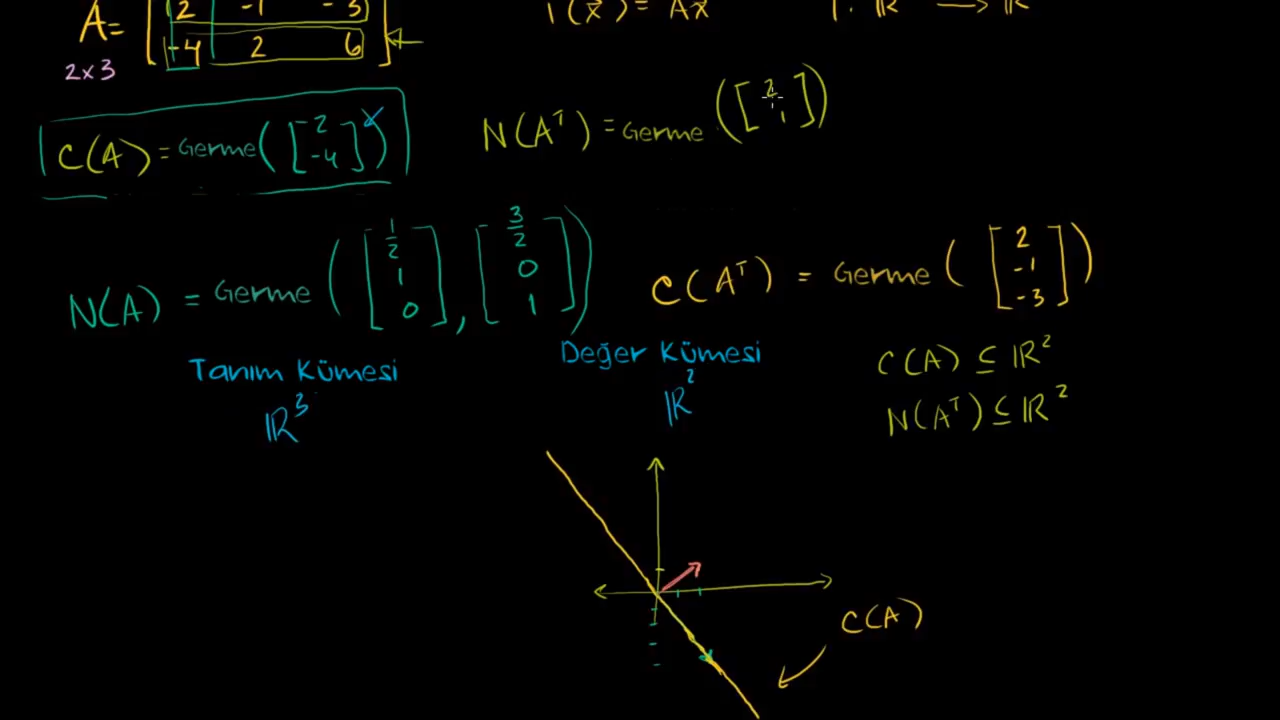 A = [ 2 -1 -3
-4 2 6 ]
2x3
T(x⃗) = Ax⃗
C(A) = Germe([2 -4])
N(Aᵀ) = Germe([2 1])
N(A) = Germe([1/2 1 0], [3/2 0 1])
C(Aᵀ) = Germe([2 -1 -3])
Tanım Kümesi
ℝ³
Değer Kümesi
ℝ²
C(A) ⊆ ℝ²
N(Aᵀ) ⊆ ℝ²
C(A)